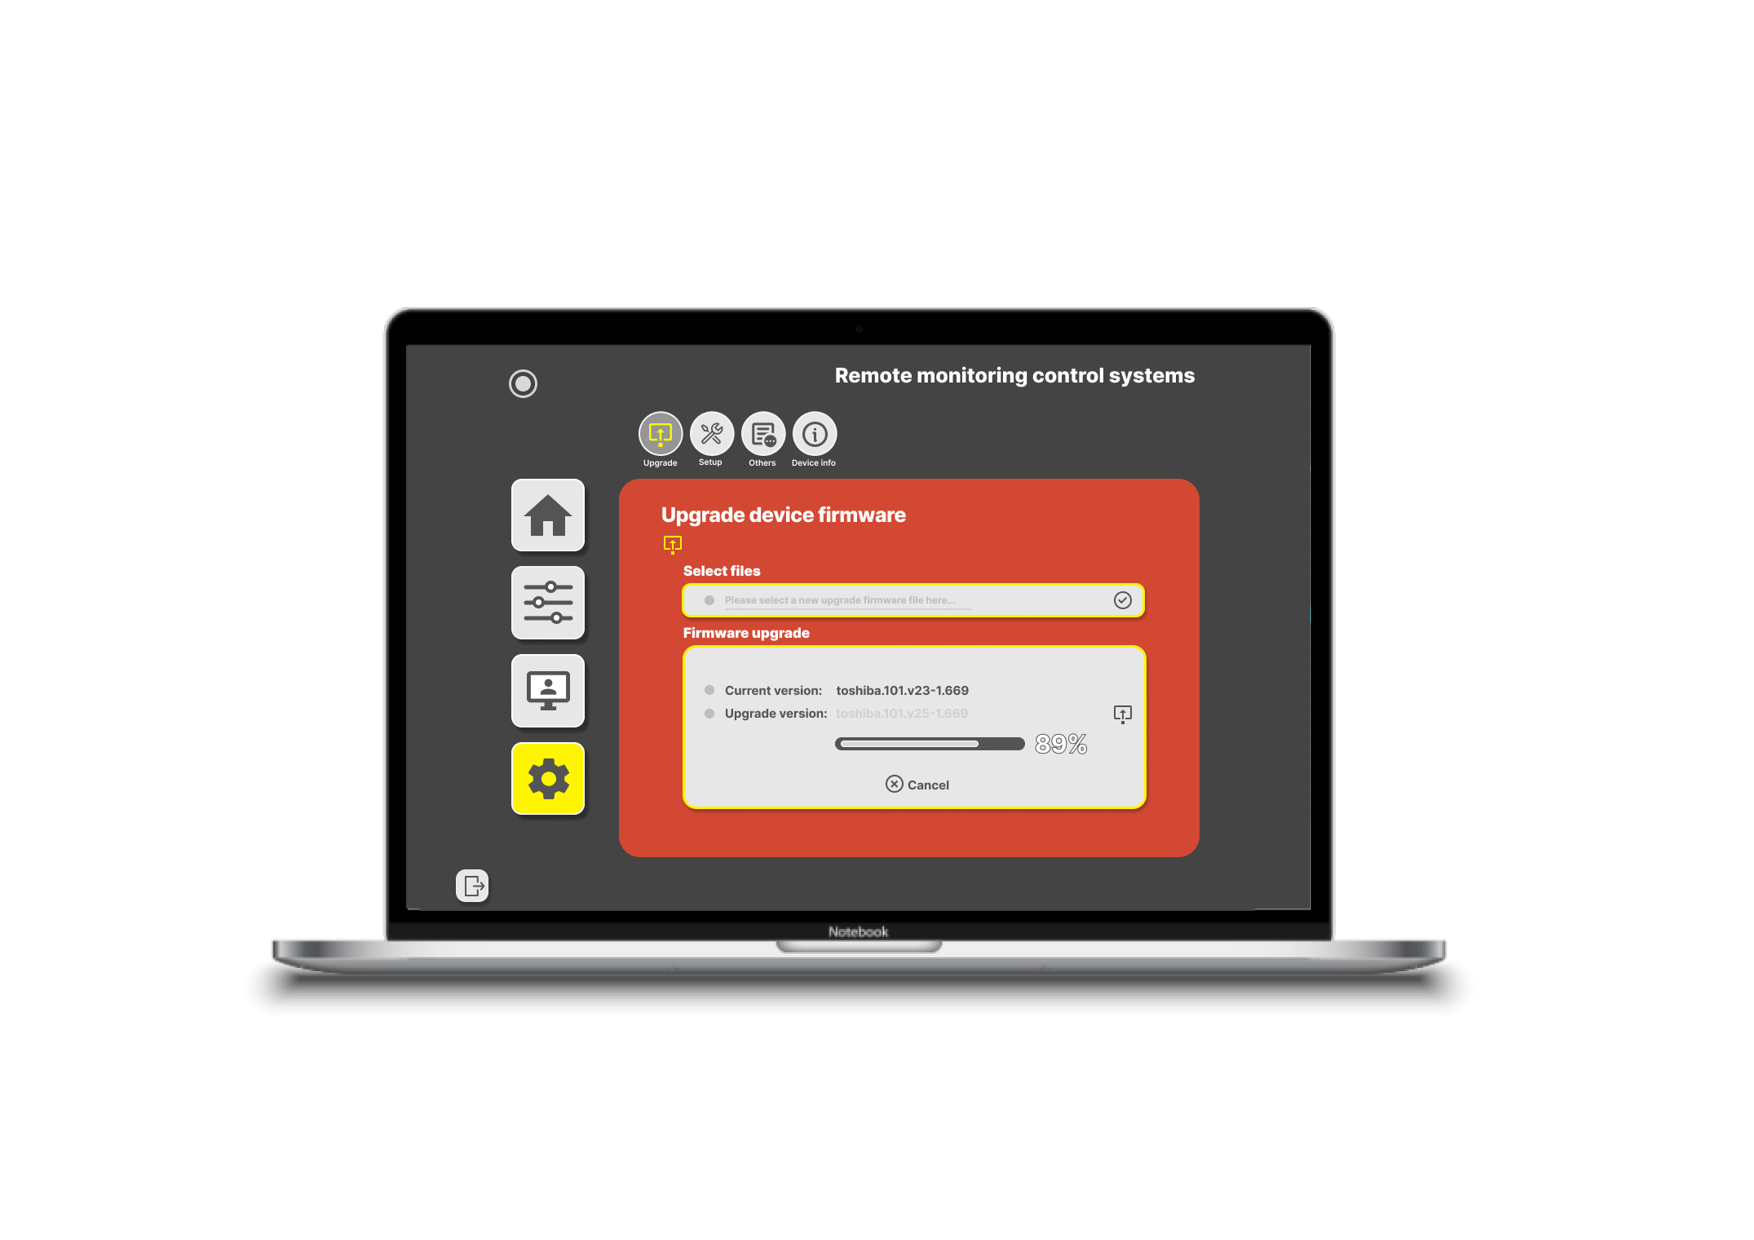 Remote monitoring control systems
Upgrade
Setup
Others
Device info
Upgrade device firmware
Select files
Please select a new upgrade firmware file here...
Firmware upgrade
Current version: toshiba.101.v23-1.669
Upgrade version: toshiba.101.v25-1.669
89%
Cancel
Notebook